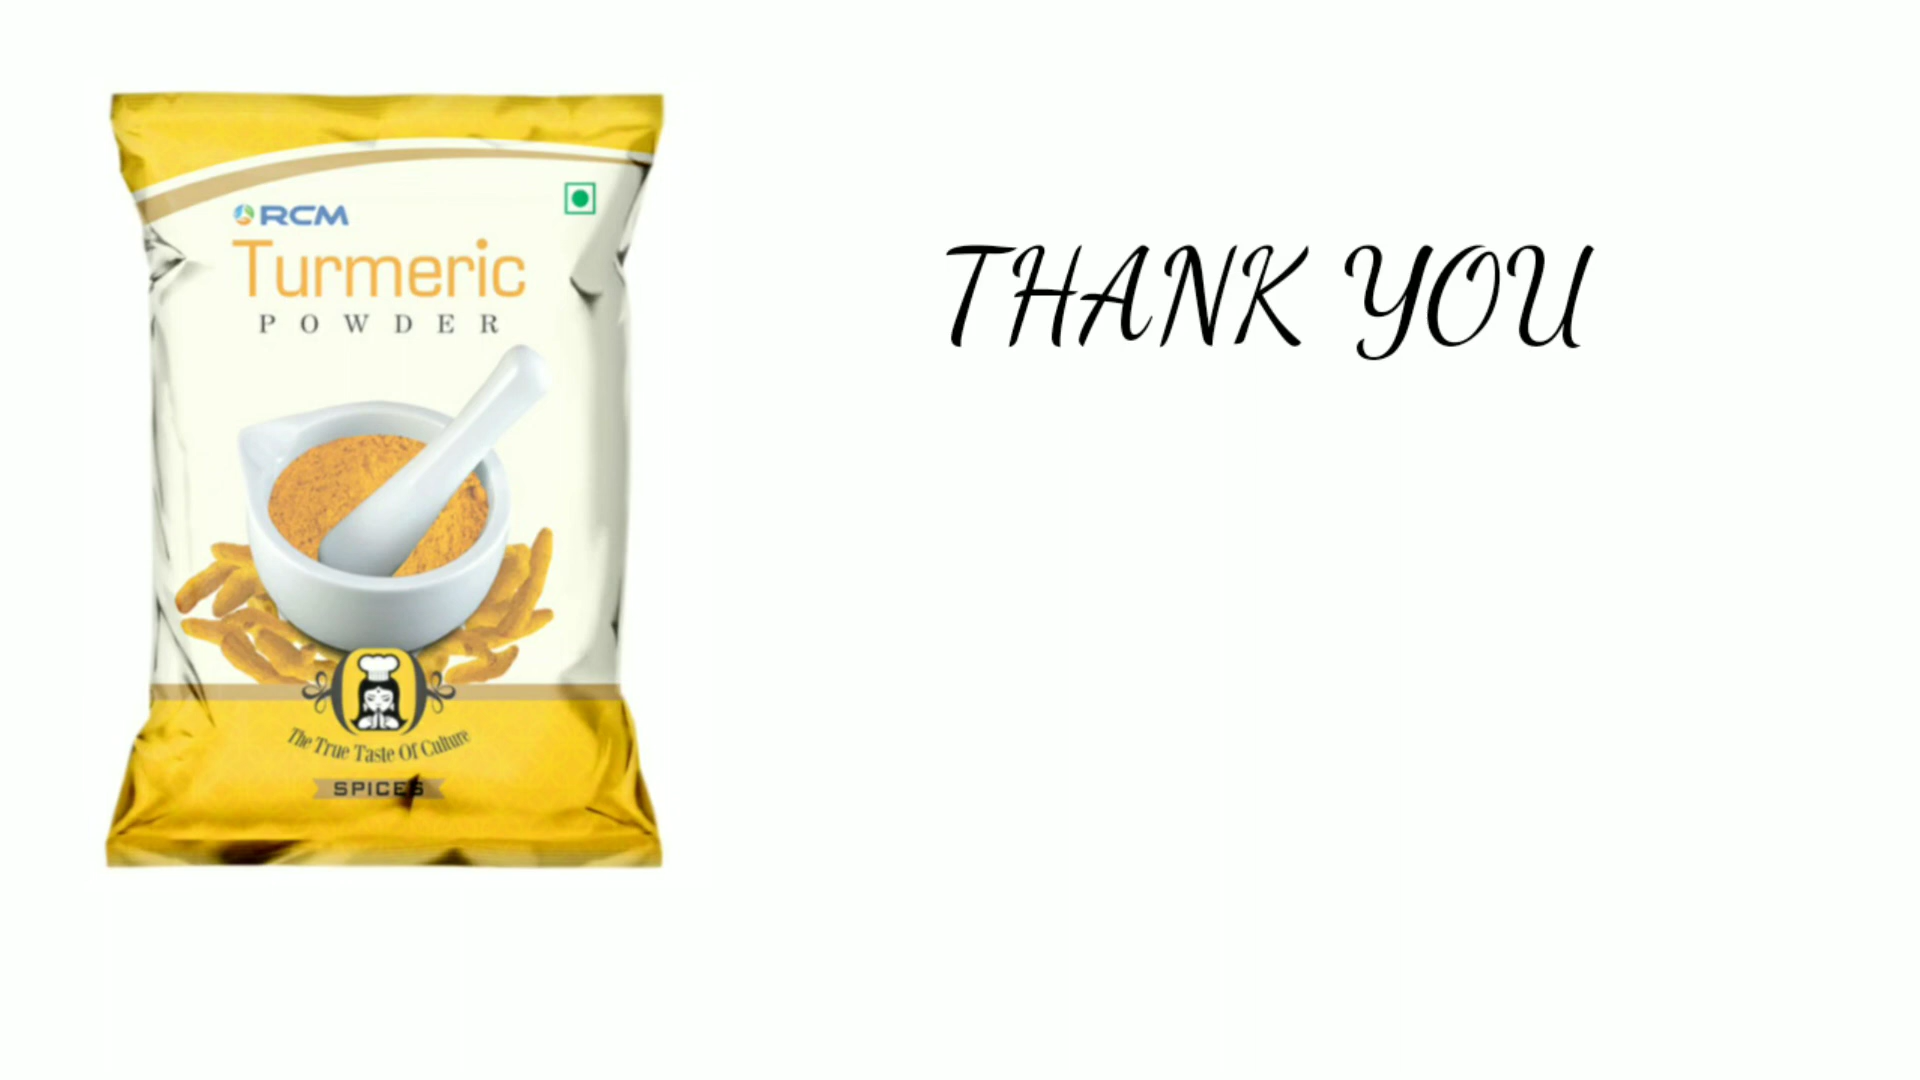 RCM
Turmeric
POWDER
The True Taste Of Culture
SPICES
THANK YOU